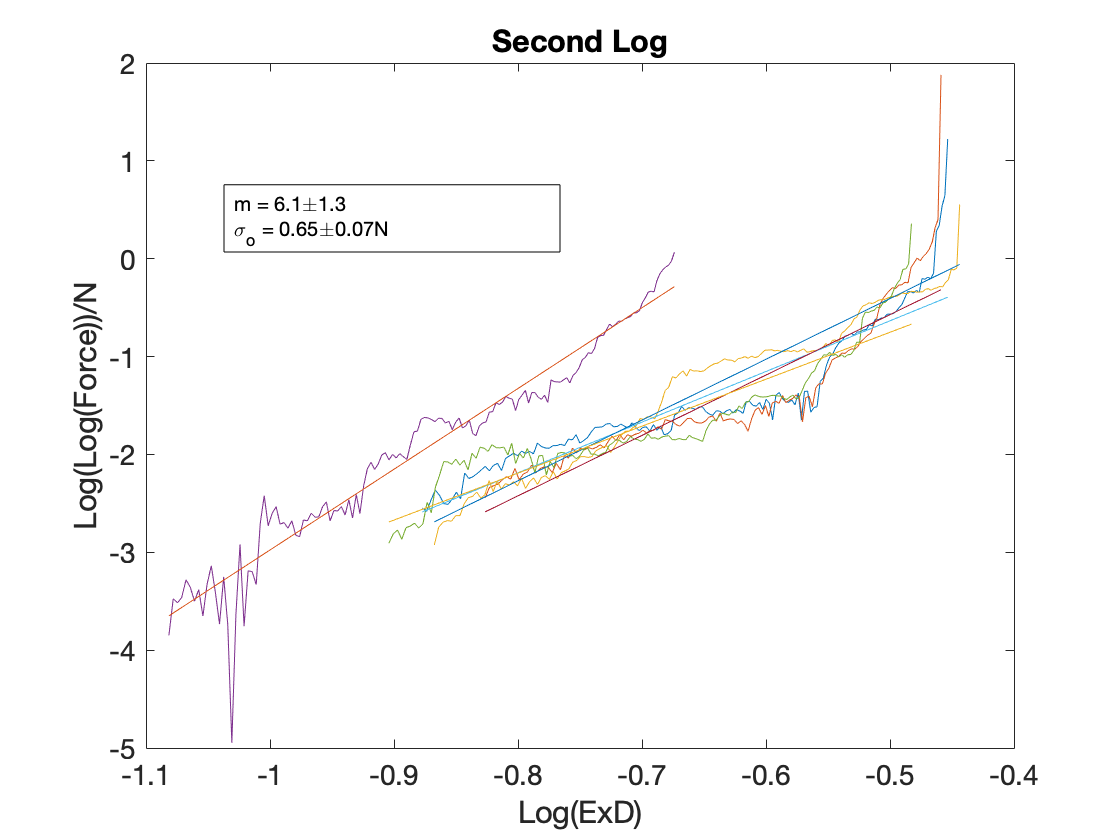 Second Log
2
1
0
-1
-2
-3
-4
-5
Log(Log(Force))/N
m = 6.1±1.3
σo = 0.65±0.07N
-1.1 -1 -0.9 -0.8 -0.7 -0.6 -0.5 -0.4
Log(ExD)